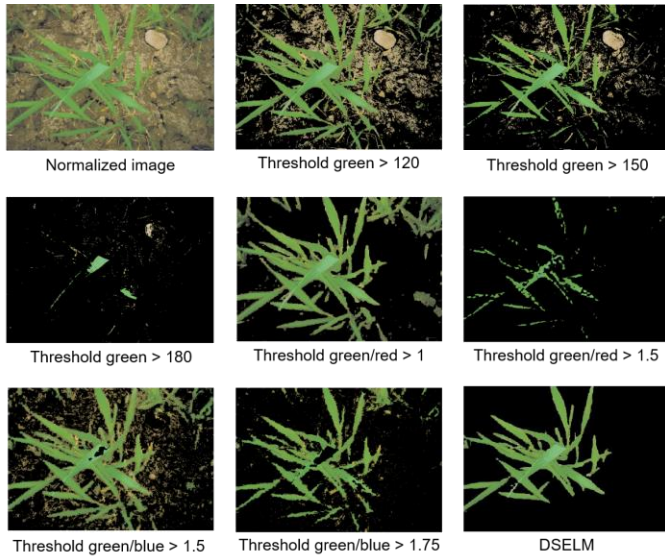 Normalized image
Threshold green > 120
Threshold green > 150
Threshold green > 180
Threshold green/red > 1
Threshold green/red > 1.5
Threshold green/blue > 1.5
Threshold green/blue > 1.75
DSELM